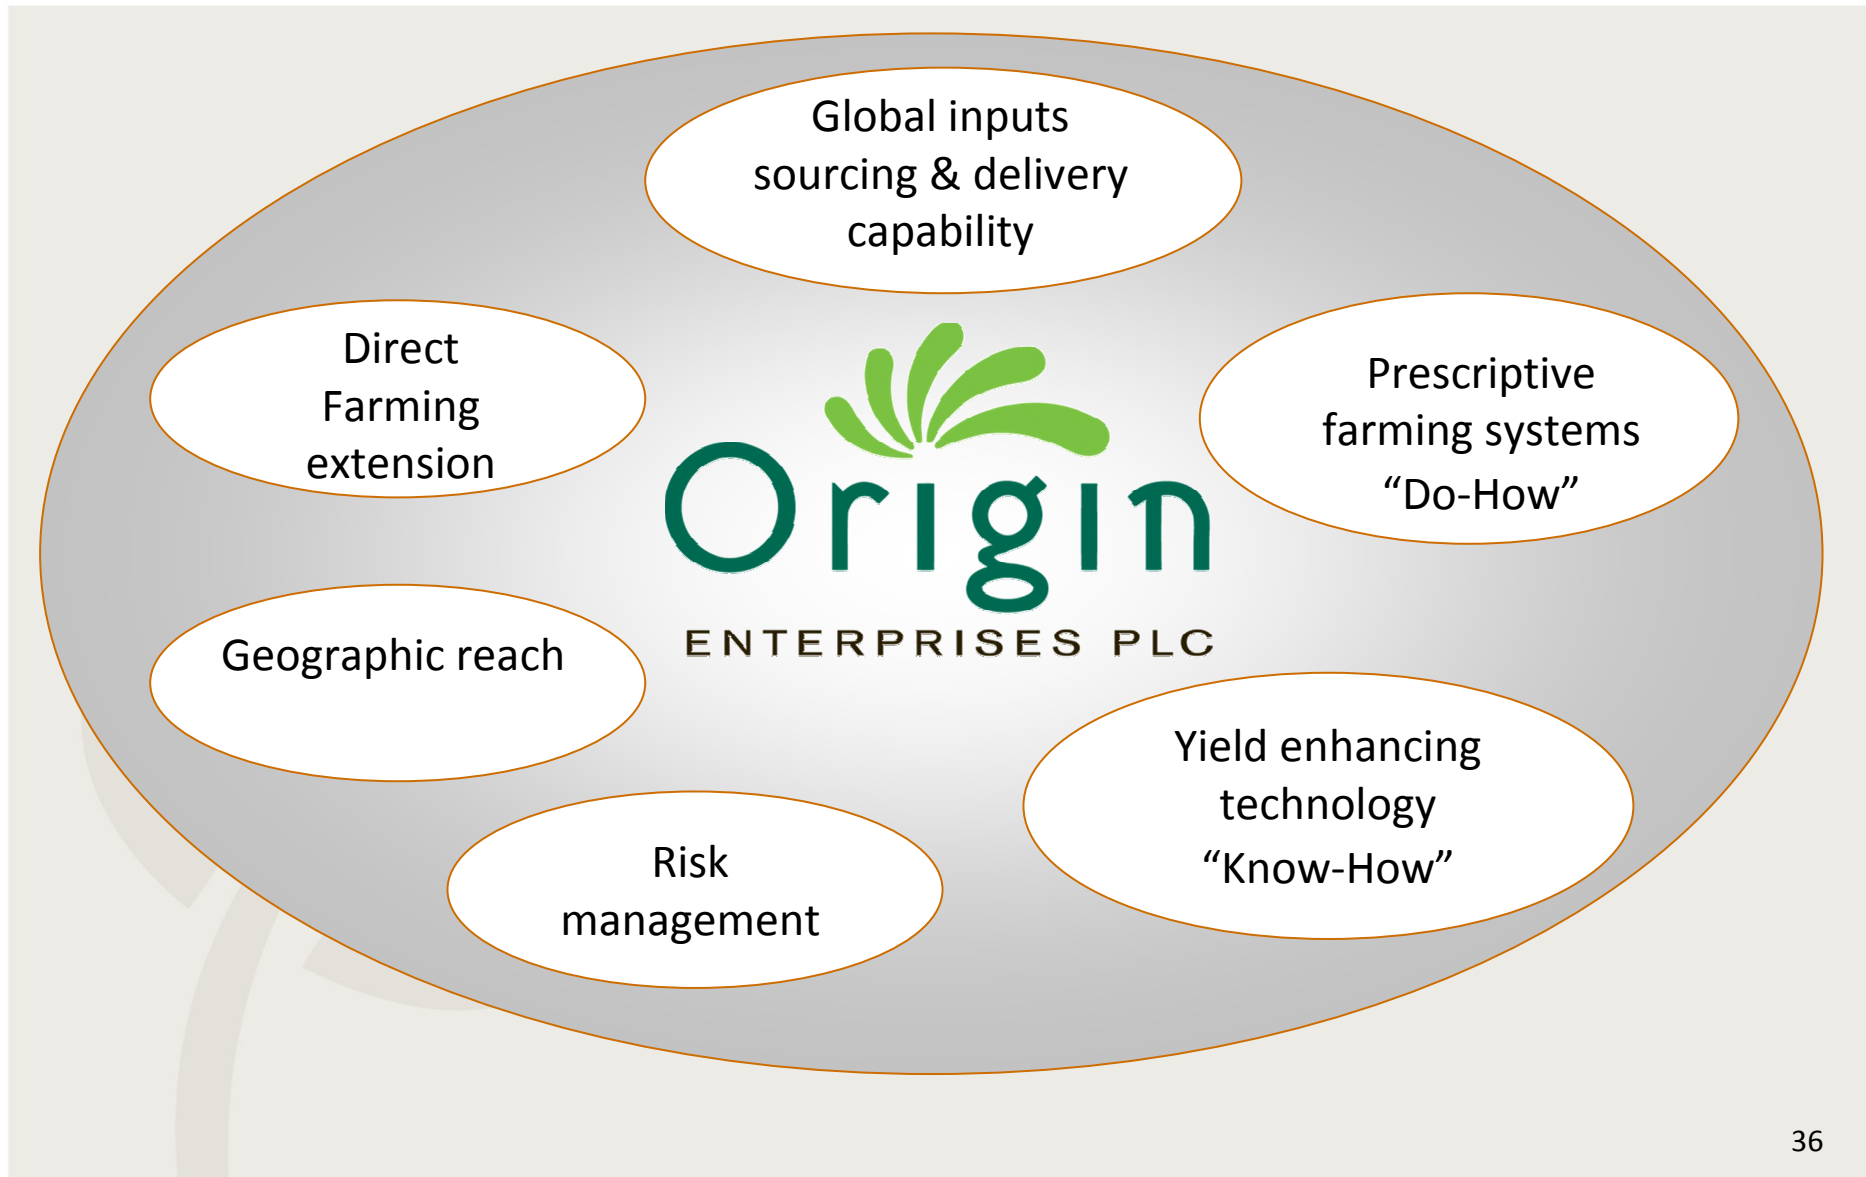 Global inputs
sourcing & delivery
capability
Direct
Farming
extension
Prescriptive
farming systems
“Do-How”
Origin
ENTERPRISES PLC
Geographic reach
Yield enhancing
technology
“Know-How”
Risk
management
36